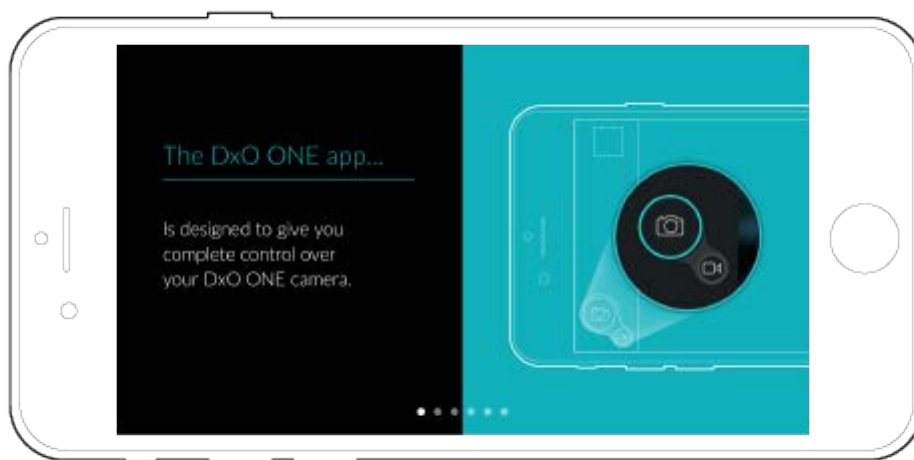 The DxO ONE app...
Is designed to give you
complete control over
your DxO ONE camera.